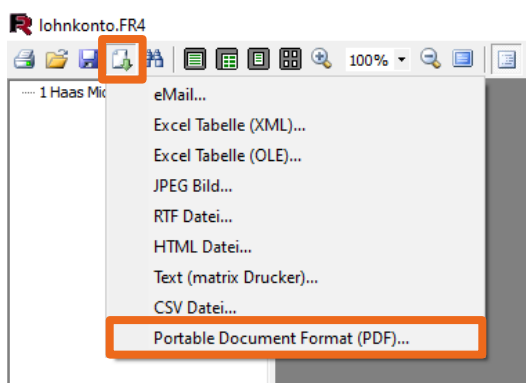 lohnkonto.FR4
100%
1 Haas Mic
eMail...
Excel Tabelle (XML)...
Excel Tabelle (OLE)...
JPEG Bild...
RTF Datei...
HTML Datei...
Text (matrix Drucker)...
CSV Datei...
Portable Document Format (PDF)...